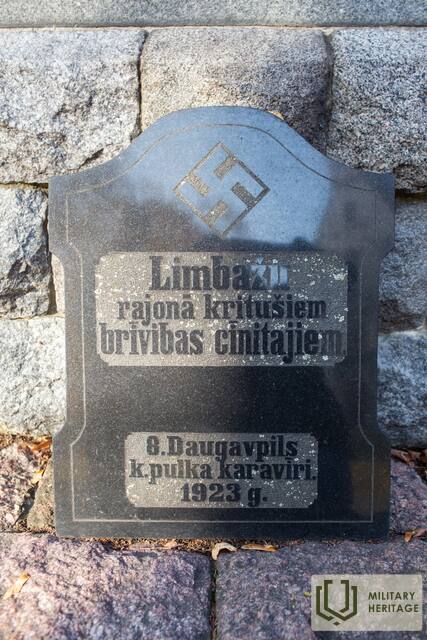 Limbažu
rajonā kritušiem
brīvības cīnītājiem
8.Daugavpils
k.pulka karavīri.
1923 g.
MILITARY
HERITAGE